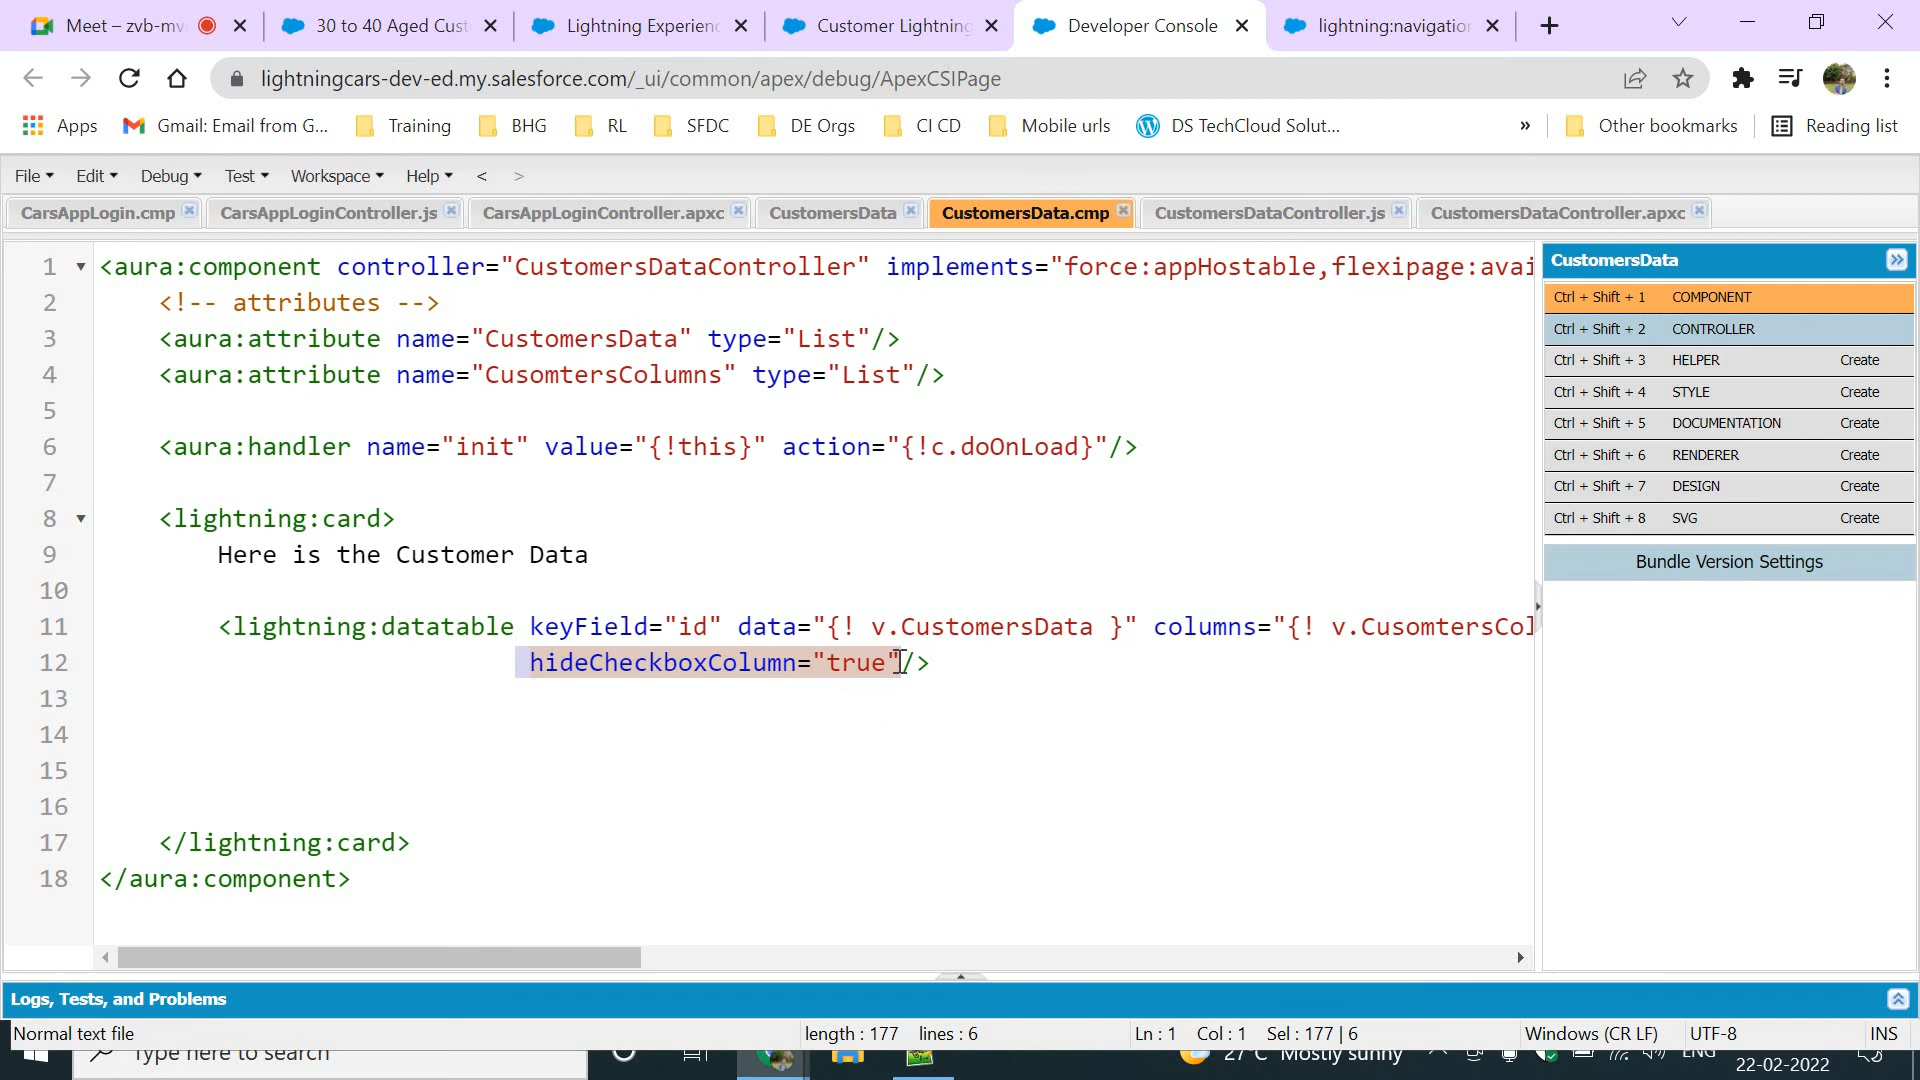 Meet – zvb-mv
30 to 40 Aged Cust
Lightning Experienc
Customer Lightning
Developer Console
lightning:navigation
lightningcars-dev-ed.my.salesforce.com/_ui/common/apex/debug/ApexCSIPage
Apps
Gmail: Email from G...
Training
BHG
RL
SFDC
DE Orgs
CI CD
Mobile urls
DS TechCloud Solut...
»
Other bookmarks
Reading list
File
Edit
Debug
Test
Workspace
Help
<
>
CarsAppLogin.cmp
CarsAppLoginController.js
CarsAppLoginController.apxc
CustomersData
CustomersData.cmp
CustomersDataController.js
CustomersDataController.apxc
1 <aura:component controller="CustomersDataController" implements="force:appHostable,flexipage:avai
2 <!-- attributes -->
3 <aura:attribute name="CustomersData" type="List"/>
4 <aura:attribute name="CusomtersColumns" type="List"/>
5
6 <aura:handler name="init" value="{!this}" action="{!c.doOnLoad}"/>
7
8 <lightning:card>
9 Here is the Customer Data
10
11 <lightning:datatable keyField="id" data="{! v.CustomersData }" columns="{! v.CusomtersCol
12 hideCheckboxColumn="true"/>
13
14
15
16
17 </lightning:card>
18 </aura:component>
CustomersData
Ctrl + Shift + 1 COMPONENT
Ctrl + Shift + 2 CONTROLLER
Ctrl + Shift + 3 HELPER Create
Ctrl + Shift + 4 STYLE Create
Ctrl + Shift + 5 DOCUMENTATION Create
Ctrl + Shift + 6 RENDERER Create
Ctrl + Shift + 7 DESIGN Create
Ctrl + Shift + 8 SVG Create
Bundle Version Settings
Logs, Tests, and Problems
Normal text file
length : 177 lines : 6
Ln : 1 Col : 1 Sel : 177 | 6
Windows (CR LF)
UTF-8
INS
Type here to search
27°C Mostly sunny
ENG
22-02-2022